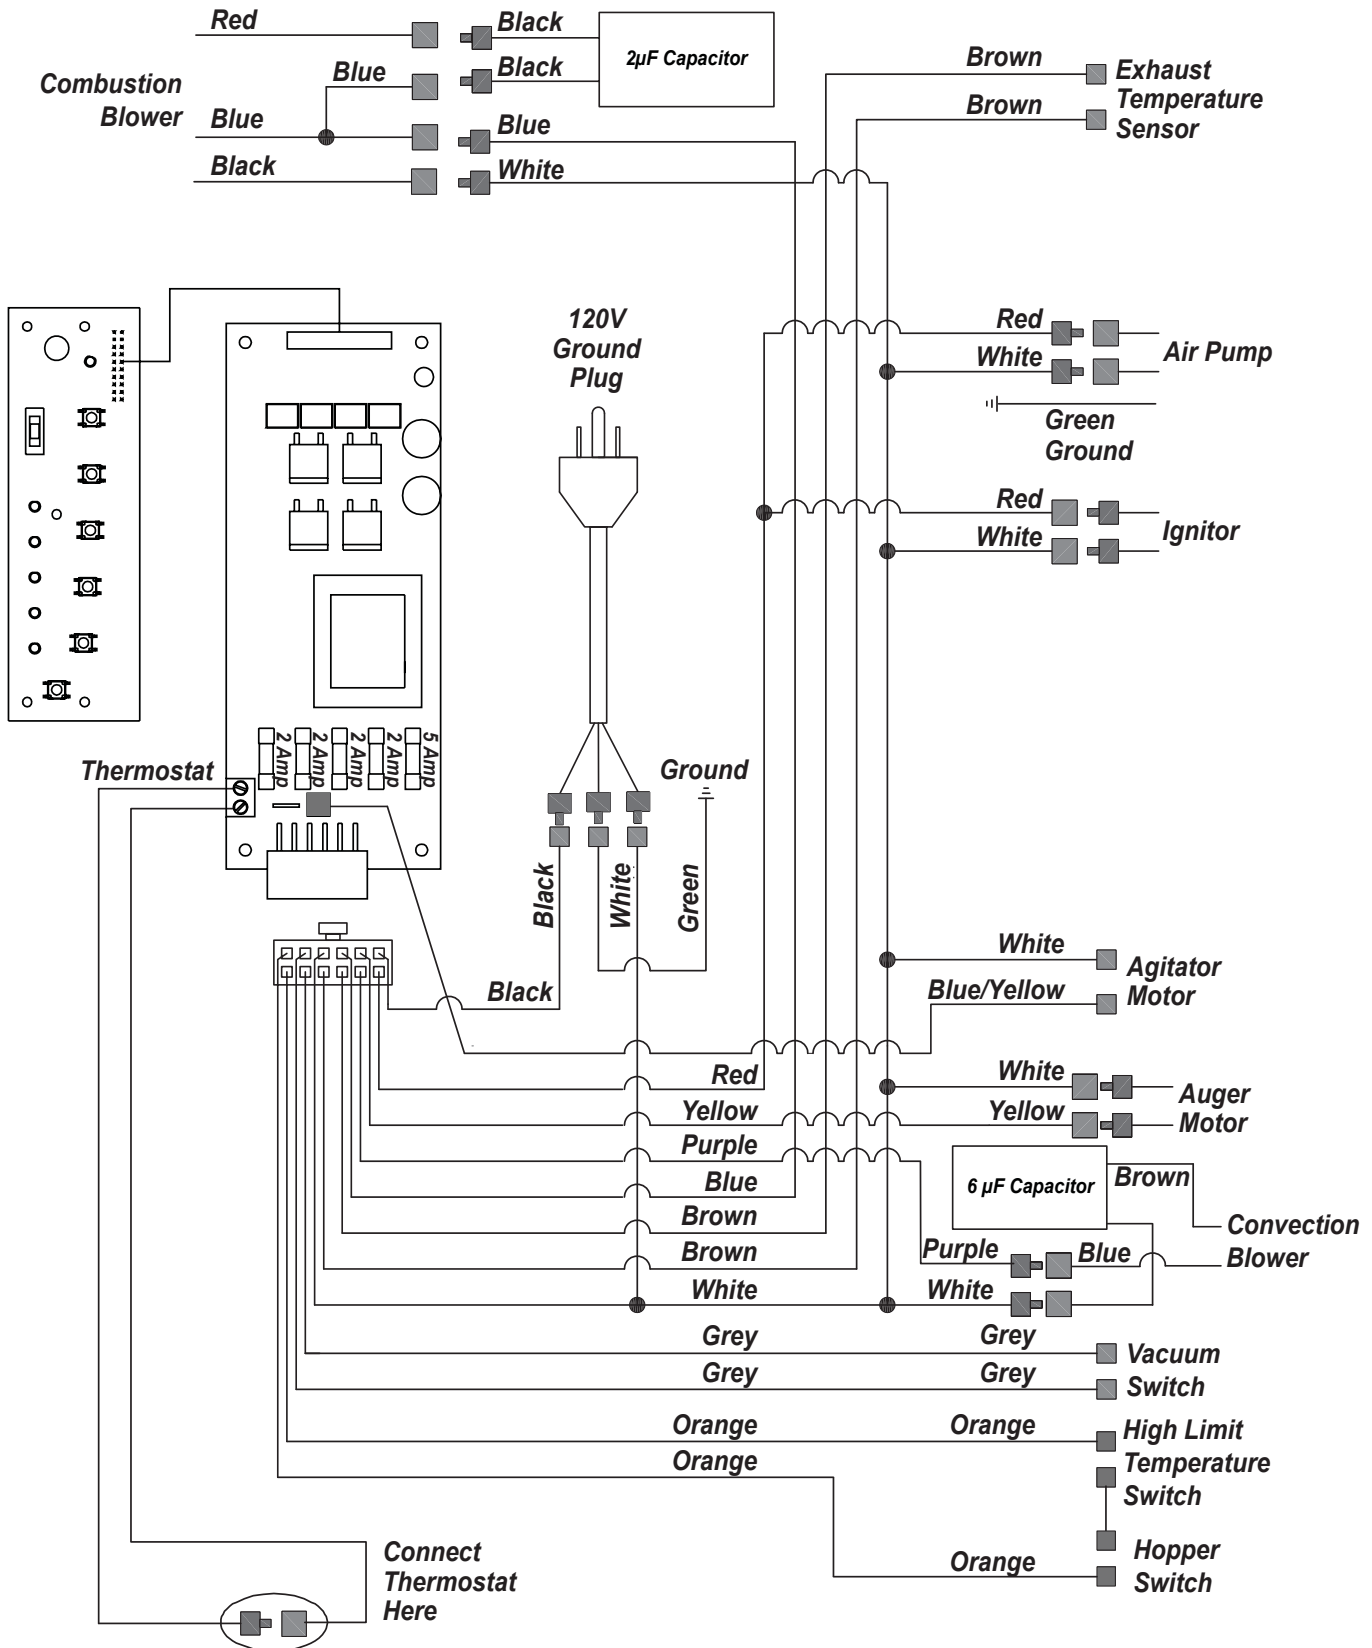 Red
Black
2µF Capacitor
Blue
Black
Combustion
Blower
Blue
Blue
Black
White
Brown
Exhaust
Temperature
Sensor
Brown
120V
Ground
Plug
Red
White
Air Pump
Green
Ground
Red
White
Ignitor
2 Amp
2 Amp
2 Amp
2 Amp
5 Amp
Thermostat
Ground
Black
White
Green
Black
White
Blue/Yellow
Agitator
Motor
Red
White
Yellow
Yellow
Auger
Motor
Purple
6 µF Capacitor
Brown
Blue
Brown
Convection
Blower
Purple
Blue
Brown
White
White
Grey
Grey
Grey
Grey
Vacuum
Switch
Orange
Orange
High Limit
Temperature
Switch
Orange
Orange
Hopper
Switch
Connect
Thermostat
Here